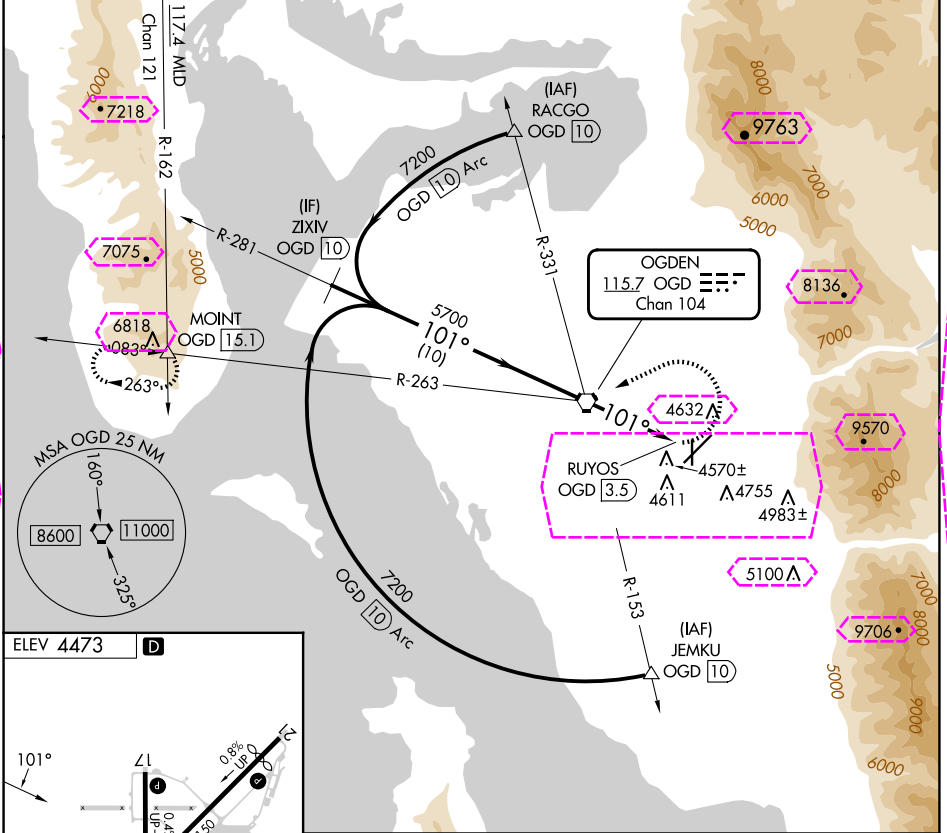 117.4 MLD
Chan 121
R-162
6000
7218
7075
5000
6818
083°
263°
MOINT
OGD 15.1
(IAF)
RACGO
OGD 10
7200
OGD 10 Arc
(IF)
ZIXIV
OGD 10
R-281
R-331
5700
101°
(10)
R-263
OGDEN
115.7 OGD
Chan 104
8000
9763
7000
6000
5000
8136
7000
101°
4632
9570
8000
RUYOS
OGD 3.5
4570±
4611
4755
4983±
5100
R-153
7000
8000
9706
5000
9000
6000
MSA OGD 25 NM
160°
8600
11000
325°
7200
OGD 10 Arc
(IAF)
JEMKU
OGD 10
ELEV 4473
D
101°
17
21
0.8%
UP
P
P
0.4%
UP
150